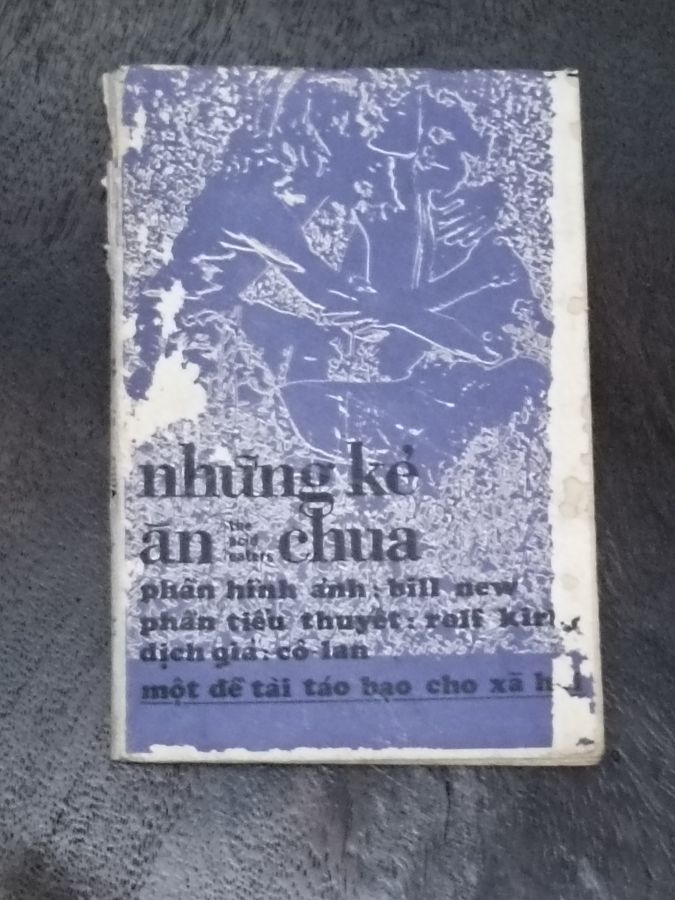 những kẻ
ăn chua
the
acid
eaters
phần hình ảnh: bill new
phần tiểu thuyết: rolf
dịch giả: cô lan
một đề tài táo bạo cho xã